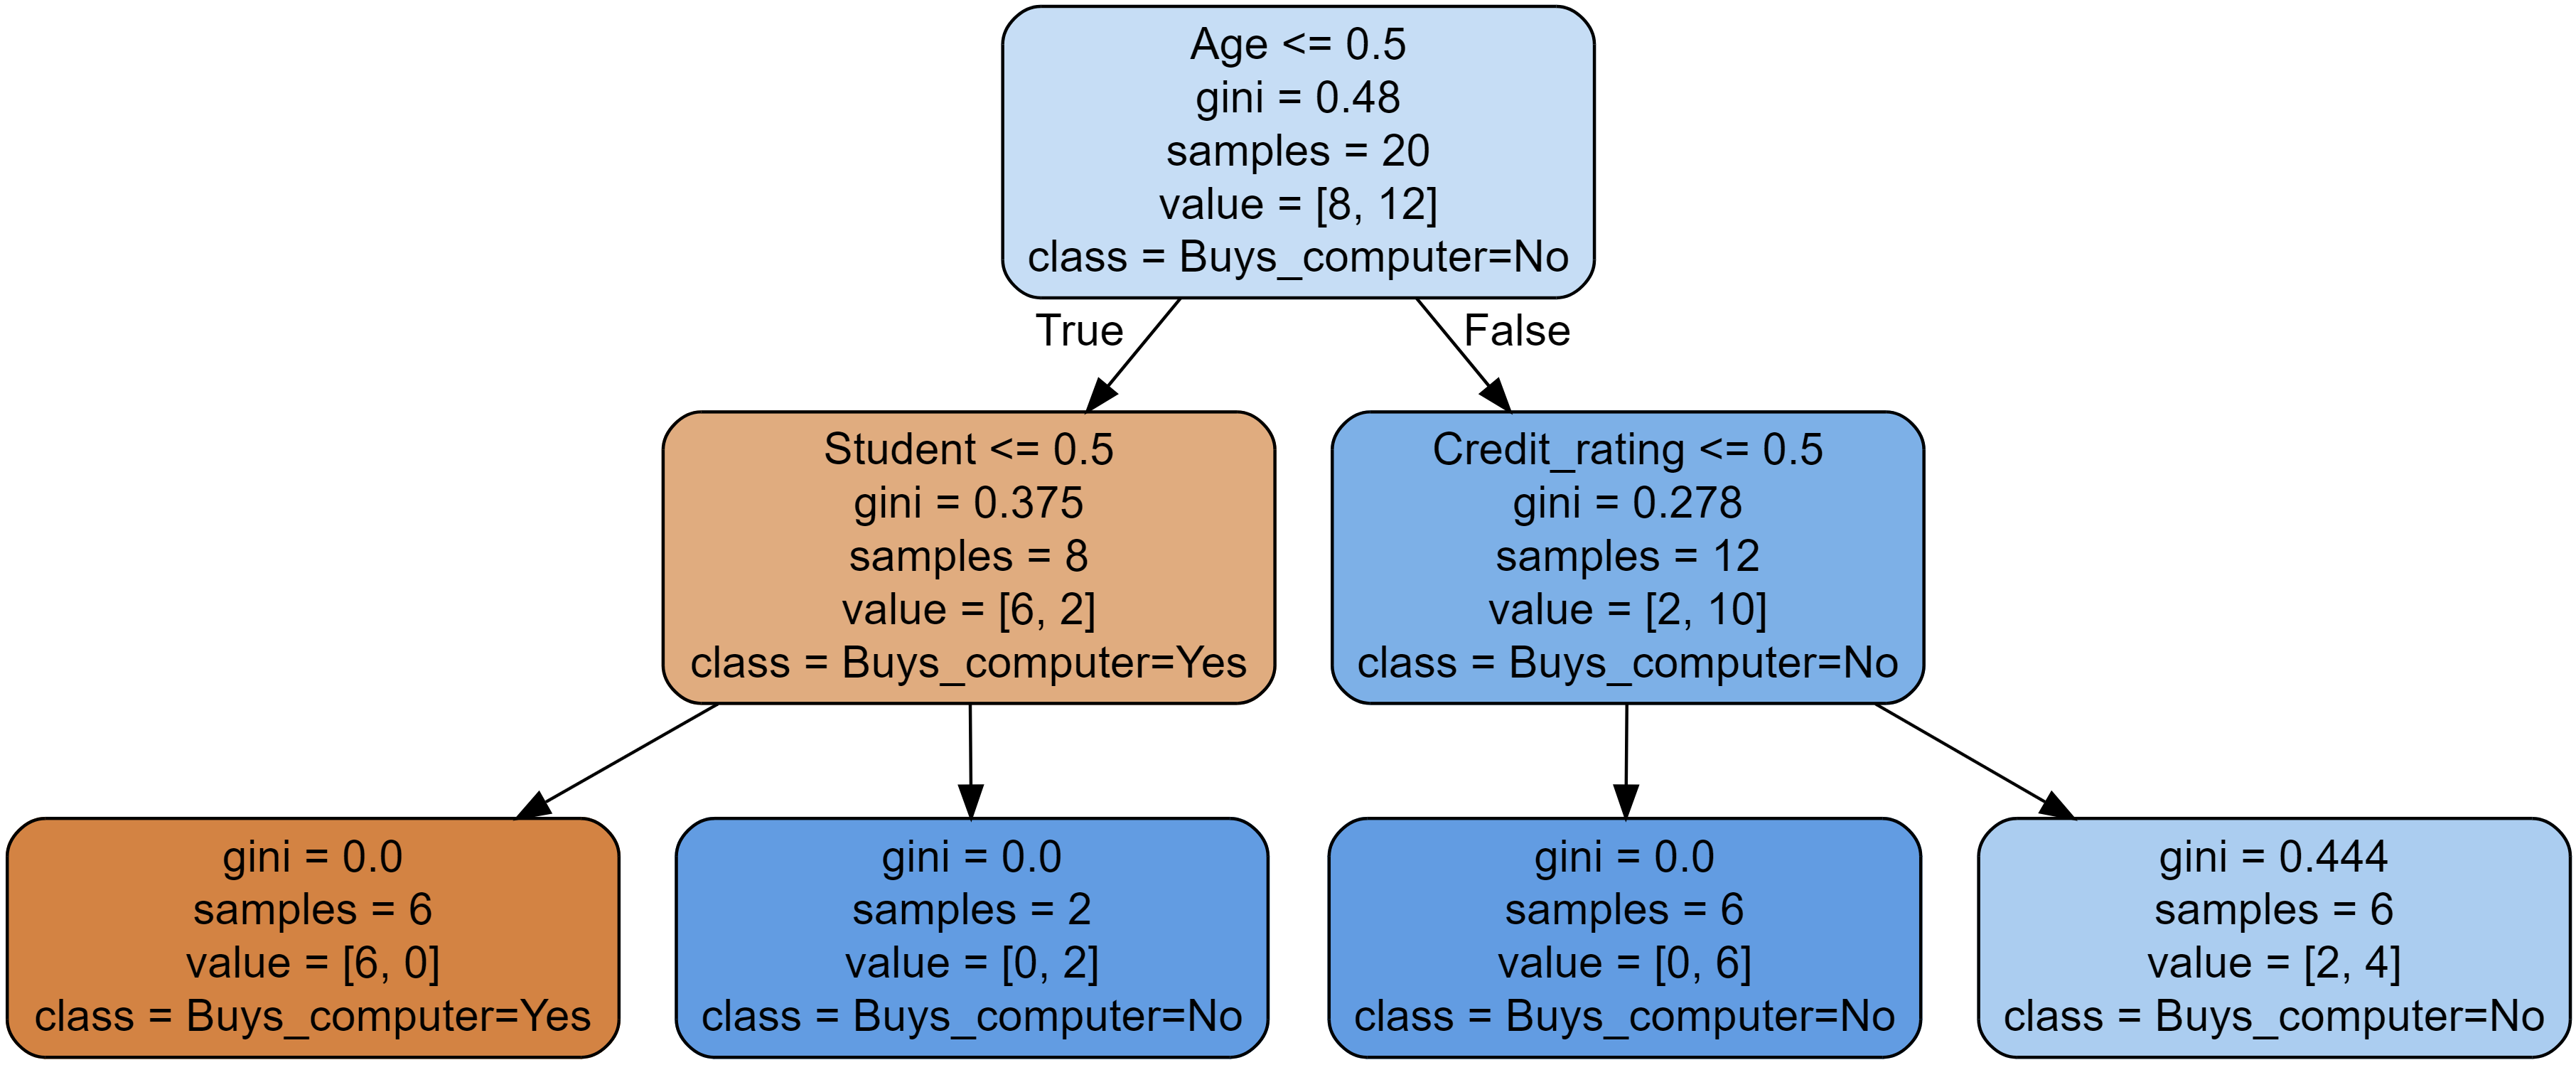 Age <= 0.5
gini = 0.48
samples = 20
value = [8, 12]
class = Buys_computer=No
True
False
Student <= 0.5
gini = 0.375
samples = 8
value = [6, 2]
class = Buys_computer=Yes
Credit_rating <= 0.5
gini = 0.278
samples = 12
value = [2, 10]
class = Buys_computer=No
gini = 0.0
samples = 6
value = [6, 0]
class = Buys_computer=Yes
gini = 0.0
samples = 2
value = [0, 2]
class = Buys_computer=No
gini = 0.0
samples = 6
value = [0, 6]
class = Buys_computer=No
gini = 0.444
samples = 6
value = [2, 4]
class = Buys_computer=No